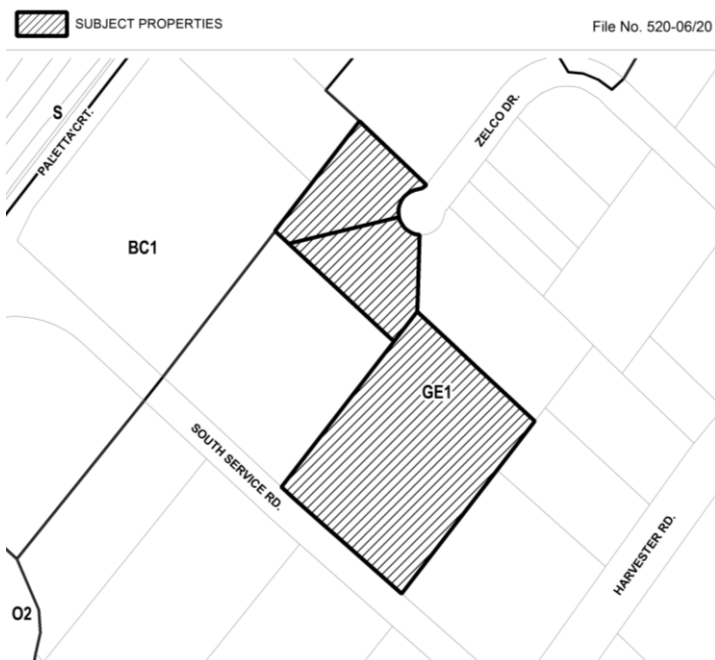 SUBJECT PROPERTIES
File No. 520-06/20
S
PALETTA CRT.
ZELCO DR.
BC1
GE1
SOUTH SERVICE RD.
HARVESTER RD.
O2